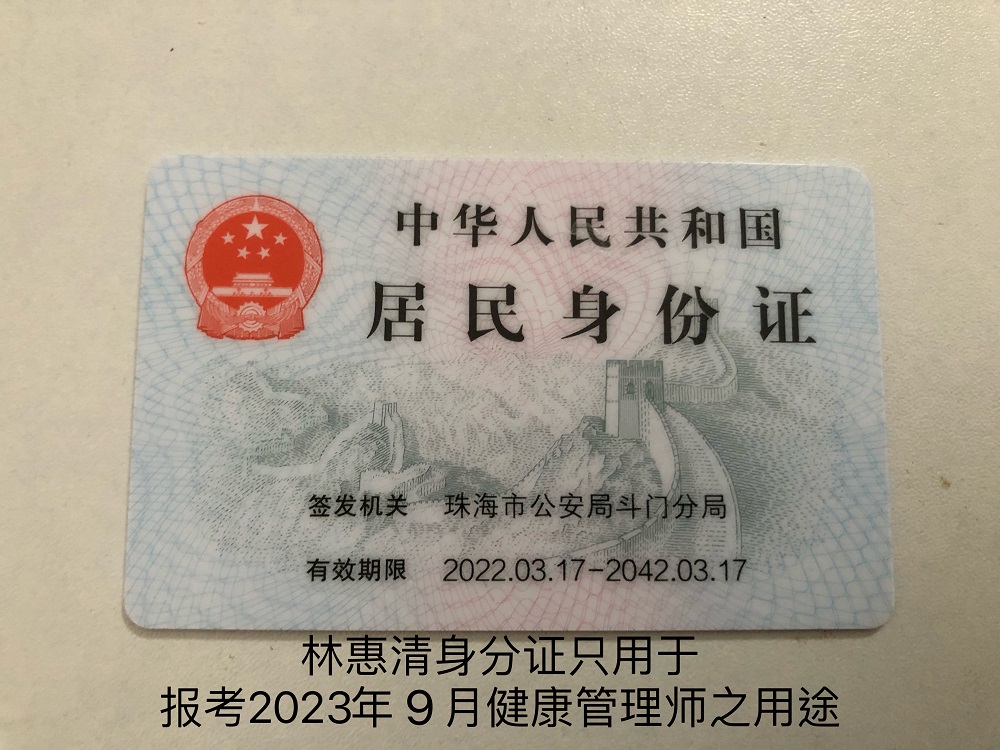 中华人民共和国
居民身份证
签发机关 珠海市公安局斗门分局
有效期限 2022.03.17-2042.03.17
林惠清身分证只用于
报考2023年 9 月健康管理师之用途